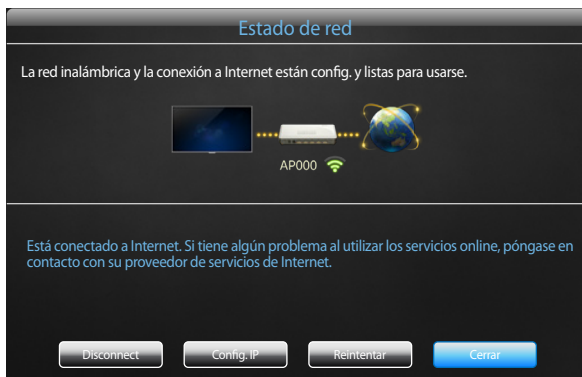 Estado de red
La red inalámbrica y la conexión a Internet están config. y listas para usarse.
AP000
Está conectado a Internet. Si tiene algún problema al utilizar los servicios online, póngase en
contacto con su proveedor de servicios de Internet.
Disconnect
Config. IP
Reintentar
Cerrar